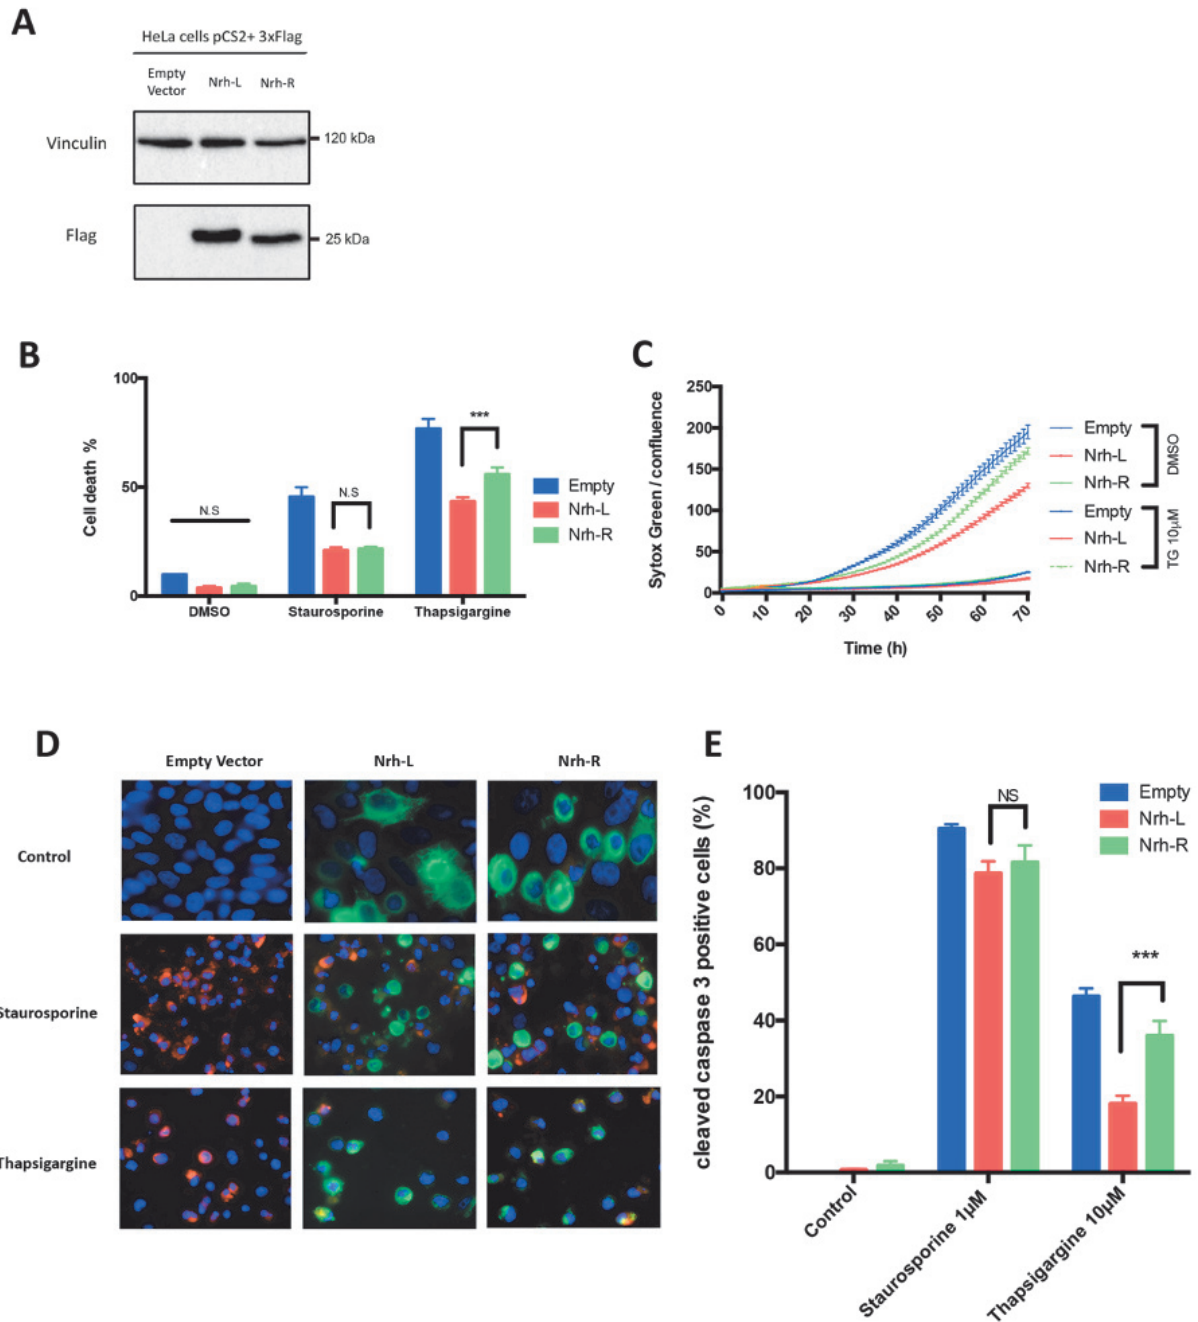 A
HeLa cells pCS2+ 3xFlag
Empty
Vector
Nrh-L
Nrh-R
Vinculin
120 kDa
Flag
25 kDa
B
100
50
0
Cell death %
N.S
N.S
***
DMSO
Staurosporine
Thapsigargine
Empty
Nrh-L
Nrh-R
C
250
200
150
100
50
0
Sytox Green / confluence
0
10
20
30
40
50
60
70
Time (h)
Empty
Nrh-L
Nrh-R
DMSO
Empty
Nrh-L
Nrh-R
TG 10µM
D
Empty Vector
Nrh-L
Nrh-R
Control
Staurosporine
Thapsigargine
E
100
80
60
40
20
0
cleaved caspase 3 positive cells (%)
NS
***
Control
Staurosporine 1µM
Thapsigargine 10µM
Empty
Nrh-L
Nrh-R